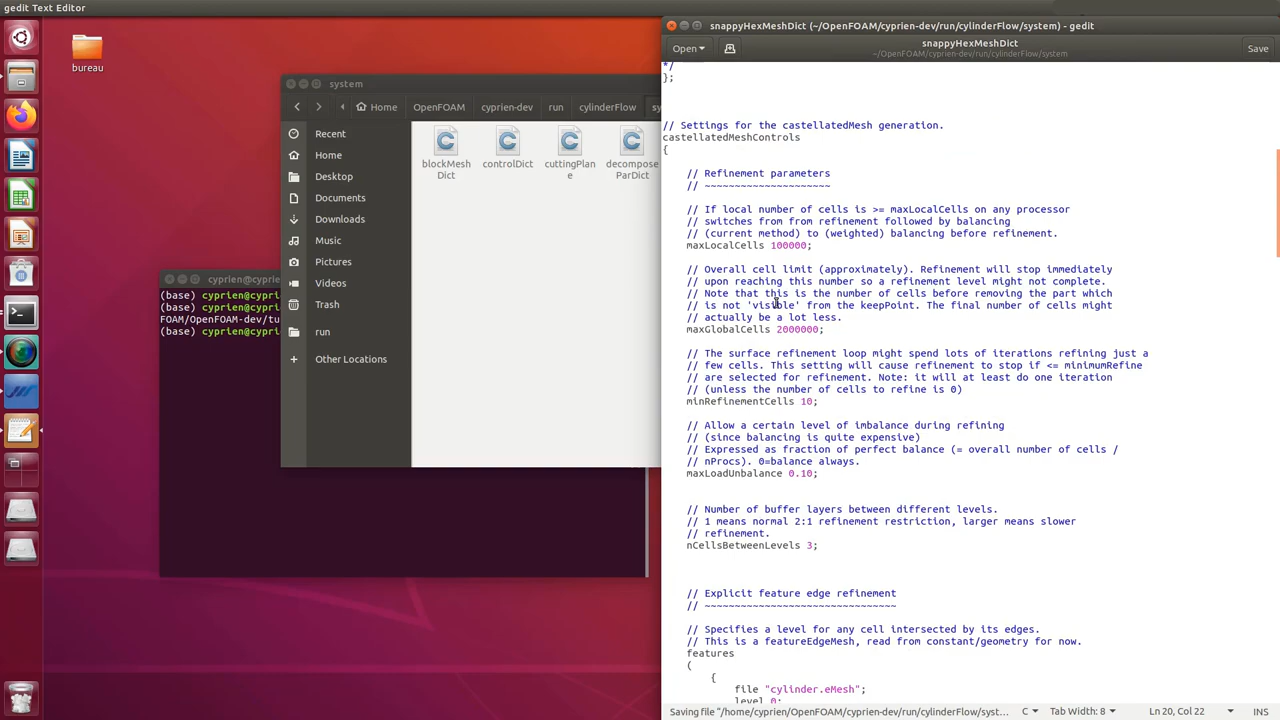 gedit Text Editor
bureau
system
Home
OpenFOAM
cyprien-dev
run
cylinderFlow
sy
Recent
Home
Desktop
Documents
Downloads
Music
Pictures
Videos
Trash
run
Other Locations
blockMesh
Dict
controlDict
cuttingPlan
e
decompose
ParDict
cyprien@cyprie
(base) cyprien@cypri
(base) cyprien@cypri
FOAM/OpenFOAM-dev/tu
(base) cyprien@cypri
snappyHexMeshDict (~/OpenFOAM/cyprien-dev/run/cylinderFlow/system) - gedit
Open
snappyHexMeshDict
~/OpenFOAM/cyprien-dev/run/cylinderFlow/system
Save
*/
};
// Settings for the castellatedMesh generation.
castellatedMeshControls
{
// Refinement parameters
// ~~~~~~~~~~~~~~~~~~~~~
// If local number of cells is >= maxLocalCells on any processor
// switches from from refinement followed by balancing
// (current method) to (weighted) balancing before refinement.
maxLocalCells 100000;
// Overall cell limit (approximately). Refinement will stop immediately
// upon reaching this number so a refinement level might not complete.
// Note that this is the number of cells before removing the part which
// is not 'visible' from the keepPoint. The final number of cells might
// actually be a lot less.
maxGlobalCells 2000000;
// The surface refinement loop might spend lots of iterations refining just a
// few cells. This setting will cause refinement to stop if <= minimumRefine
// are selected for refinement. Note: it will at least do one iteration
// (unless the number of cells to refine is 0)
minRefinementCells 10;
// Allow a certain level of imbalance during refining
// (since balancing is quite expensive)
// Expressed as fraction of perfect balance (= overall number of cells /
// nProcs). 0=balance always.
maxLoadUnbalance 0.10;
// Number of buffer layers between different levels.
// 1 means normal 2:1 refinement restriction, larger means slower
// refinement.
nCellsBetweenLevels 3;
// Explicit feature edge refinement
// ~~~~~~~~~~~~~~~~~~~~~~~~~~~~~~~~
// Specifies a level for any cell intersected by its edges.
// This is a featureEdgeMesh, read from constant/geometry for now.
features
(
{
file "cylinder.eMesh";
level 0;
Saving file "/home/cyprien/OpenFOAM/cyprien-dev/run/cylinderFlow/syst...
C
Tab Width: 8
Ln 20, Col 22
INS